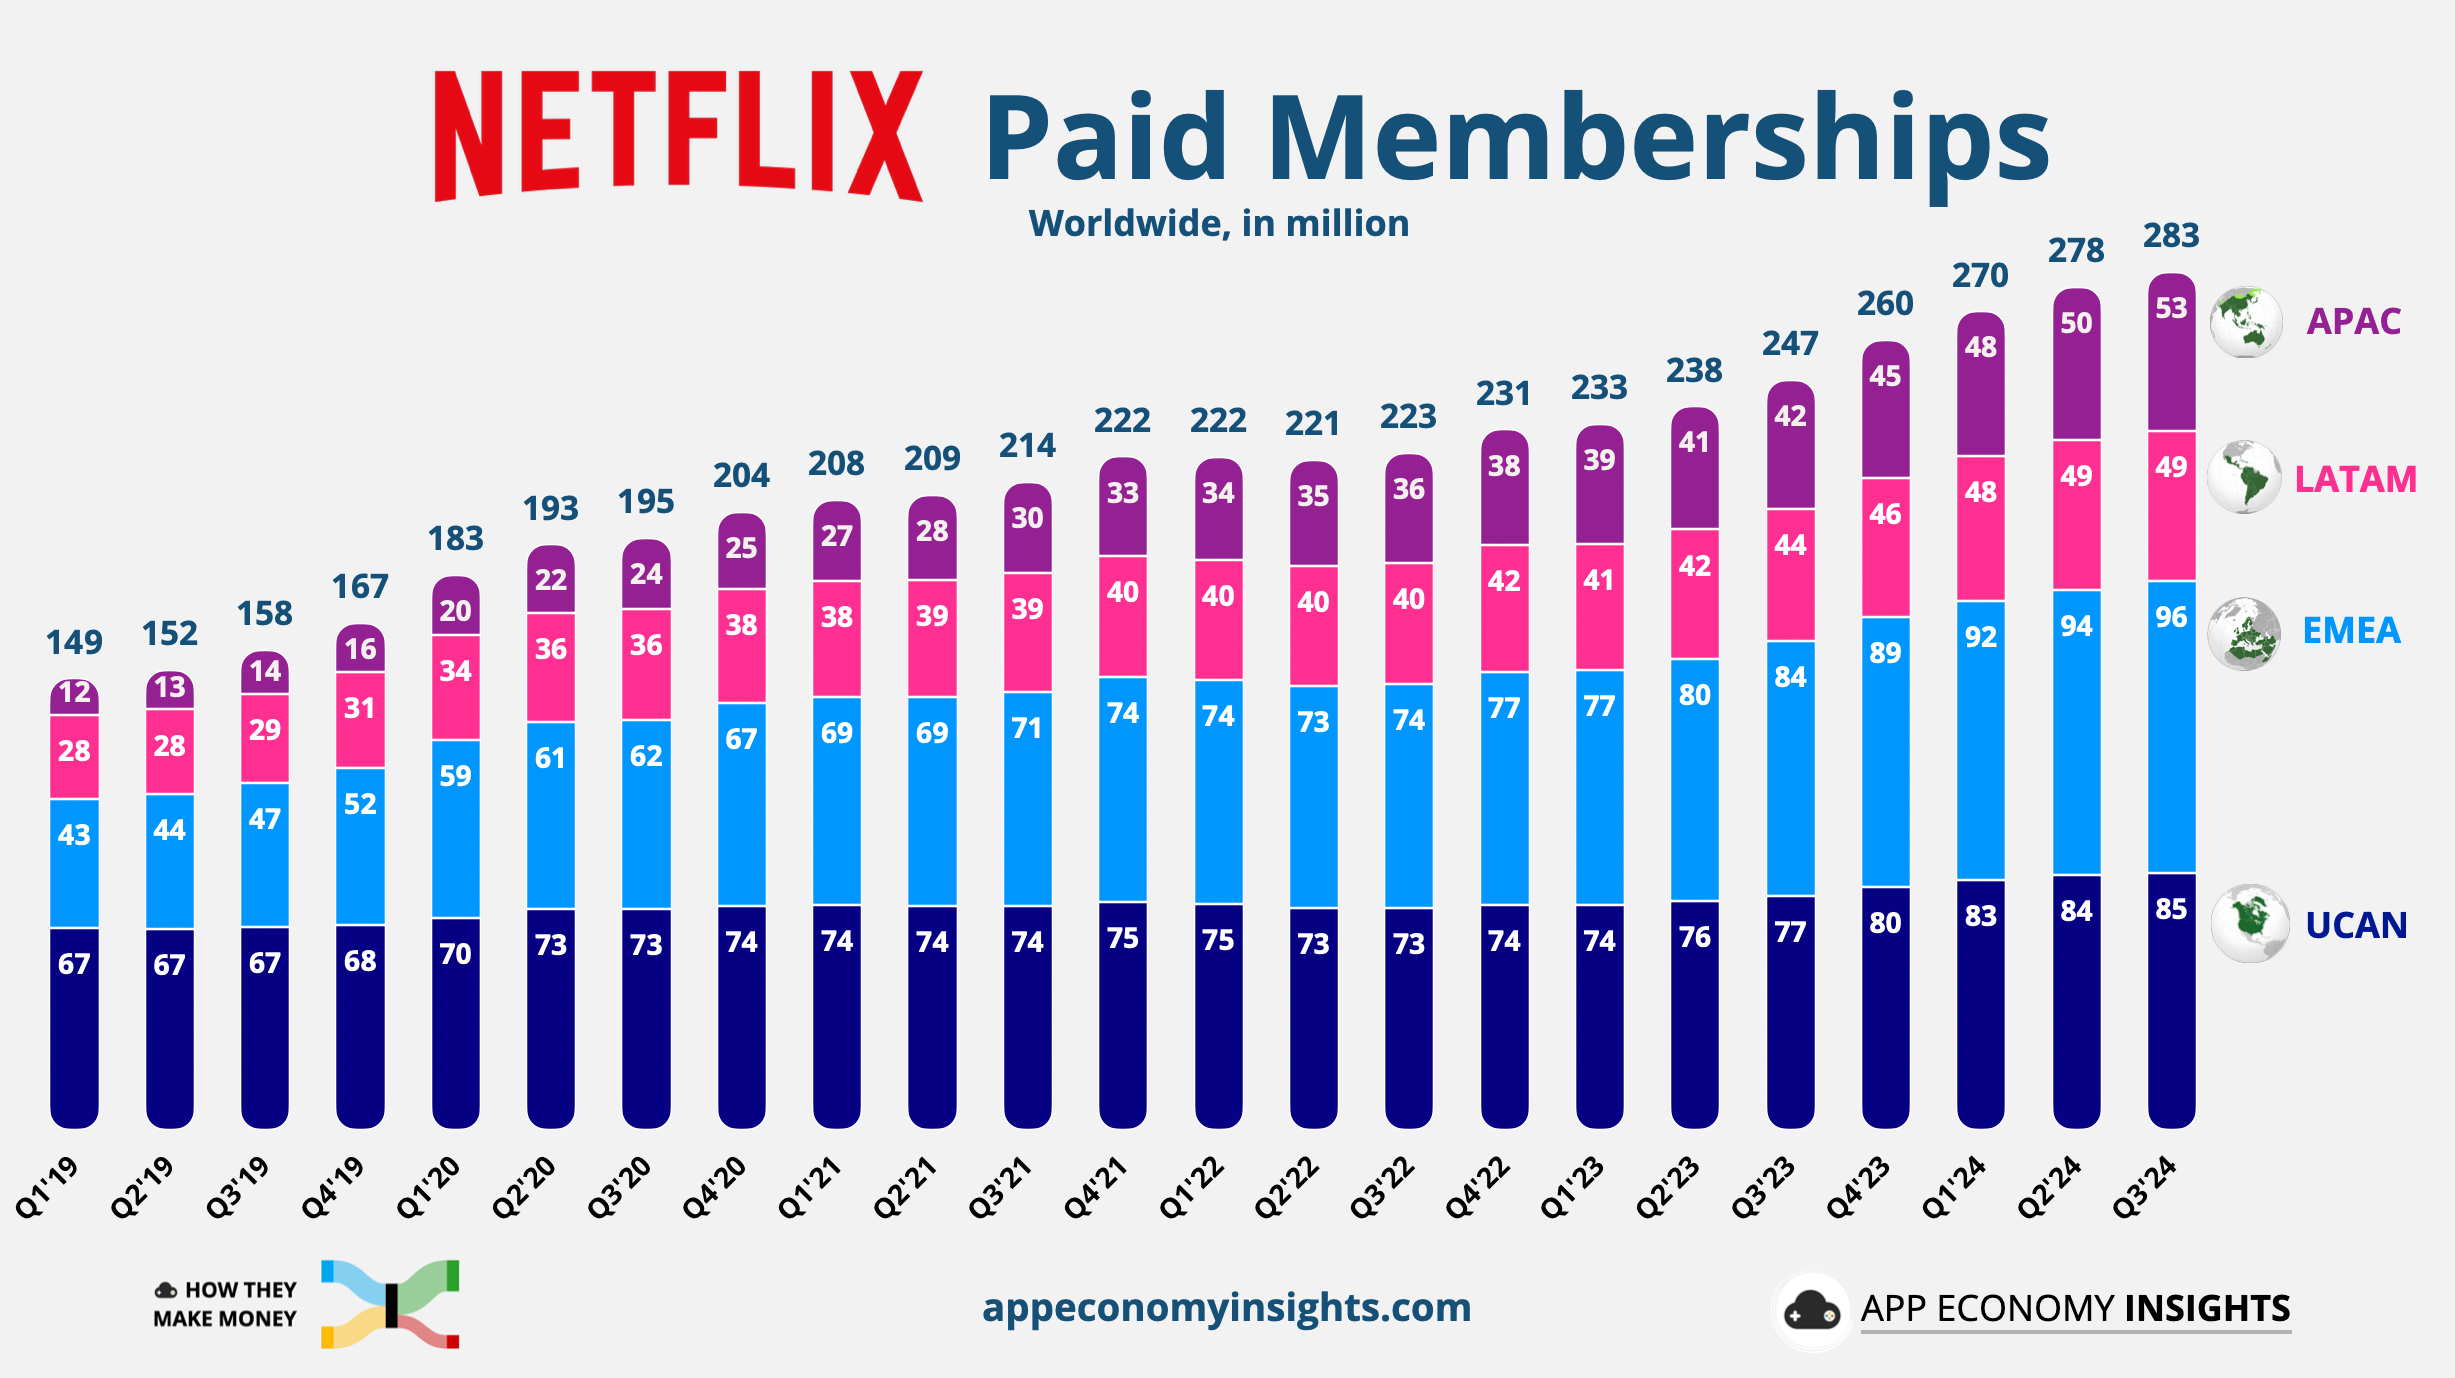 NETFLIX Paid Memberships
Worldwide, in million
149 152 158 167 183 193 195 204 208 209 214 222 222 221 223 231 233 238 247 260 270 278 283
12 13 14 16 20 22 24 25 27 28 30 33 34 35 36 38 39 41 42 45 48 50 53 APAC
28 28 29 31 34 36 36 38 38 39 39 40 40 40 40 42 41 42 44 46 48 49 49 LATAM
43 44 47 52 59 61 62 67 69 69 71 74 74 73 74 77 77 80 84 89 92 94 96 EMEA
67 67 67 68 70 73 73 74 74 74 74 75 75 73 73 74 74 76 77 80 83 84 85 UCAN
Q1'19 Q2'19 Q3'19 Q4'19 Q1'20 Q2'20 Q3'20 Q4'20 Q1'21 Q2'21 Q3'21 Q4'21 Q1'22 Q2'22 Q3'22 Q4'22 Q1'23 Q2'23 Q3'23 Q4'23 Q1'24 Q2'24 Q3'24
HOW THEY
MAKE MONEY
appeconomyinsights.com
APP ECONOMY INSIGHTS